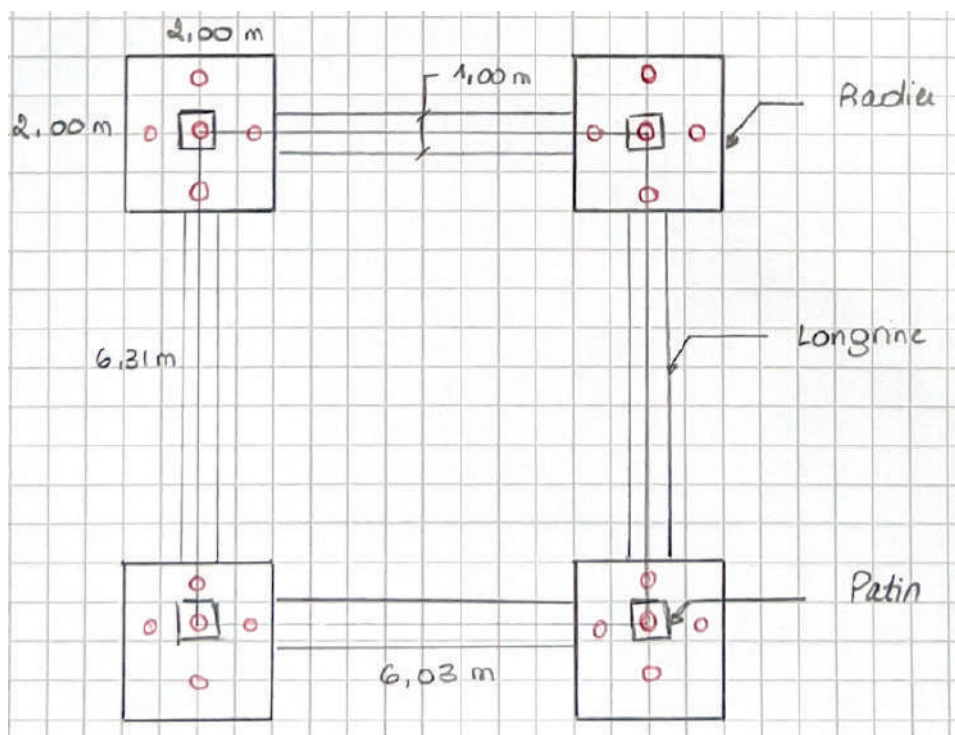 2,00 m
1,00 m
Radier
2,00 m
Longrine
6,31 m
Patin
6,03 m